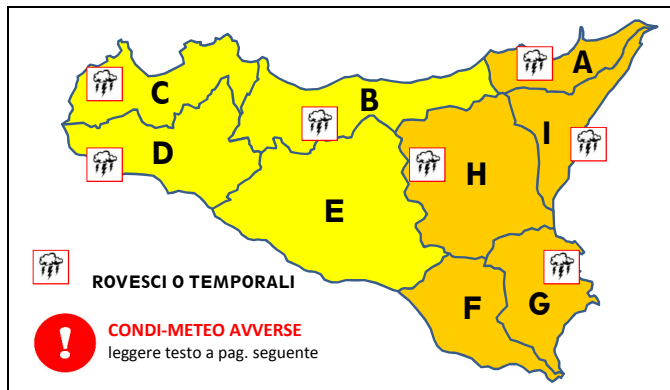 A
C
B
I
D
H
E
F
G
ROVESCI O TEMPORALI
!
CONDI-METEO AVVERSE
leggere testo a pag. seguente